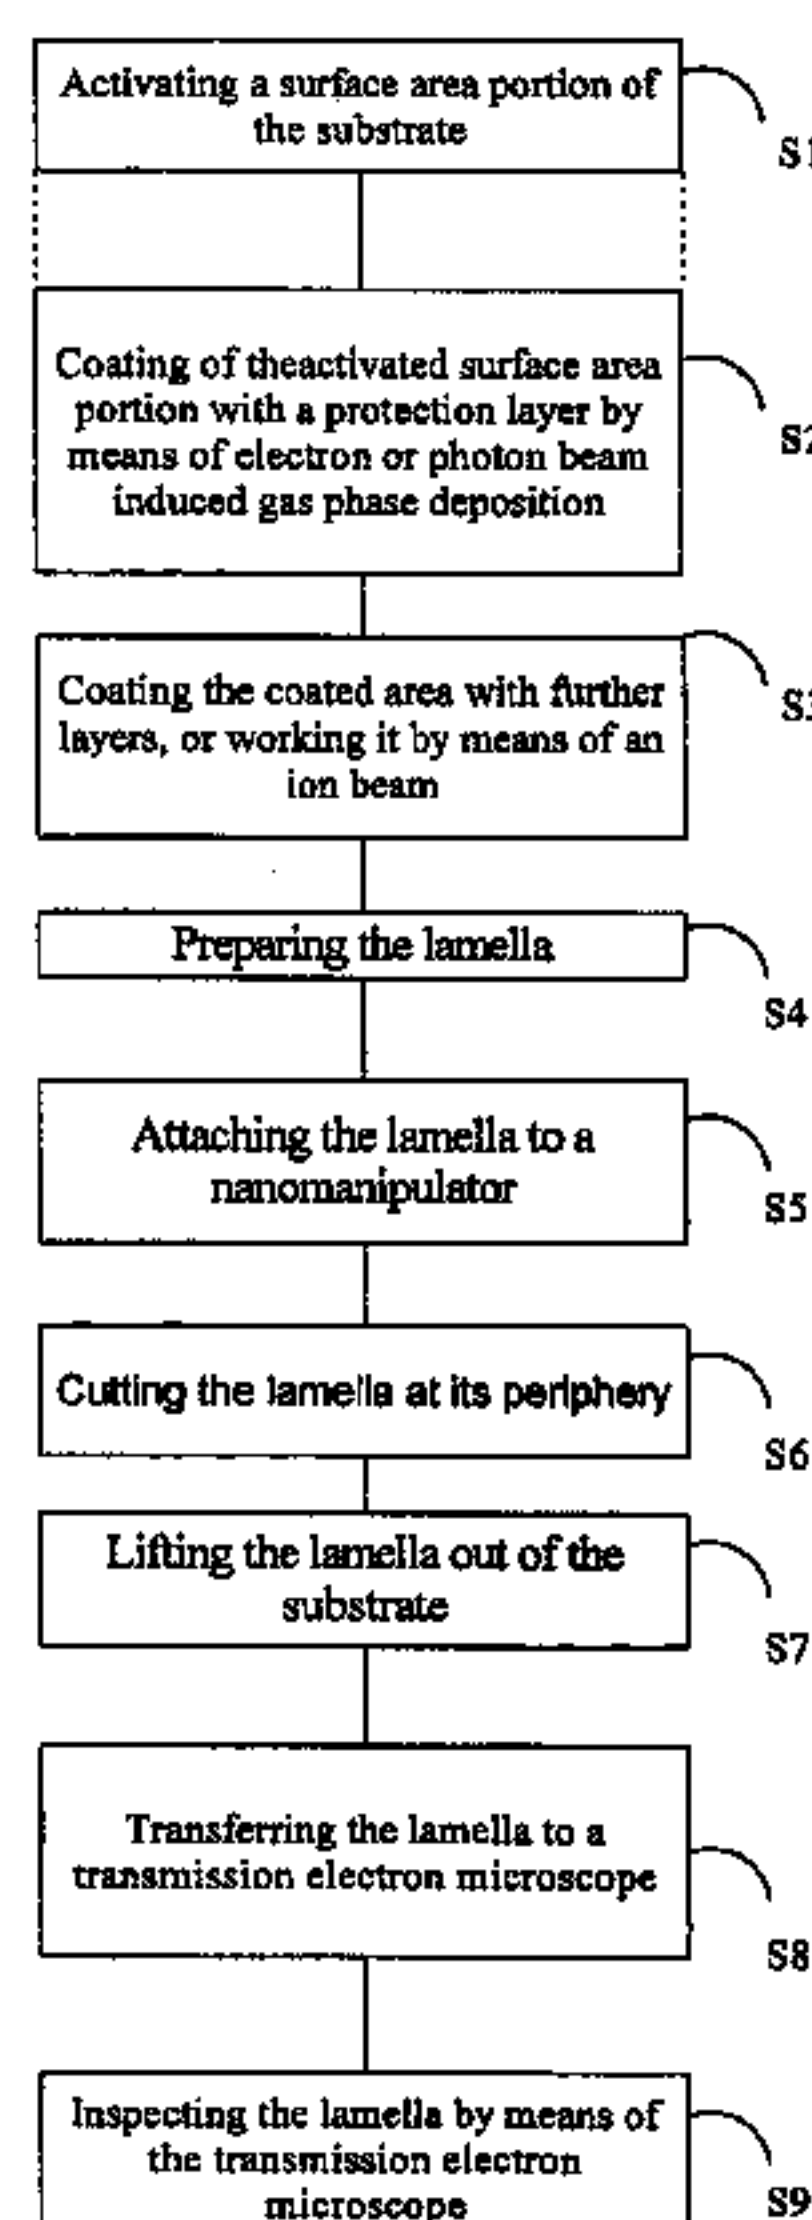 Activating a surface area portion of
the substrate
S1
Coating of theactivated surface area
portion with a protection layer by
means of electron or photon beam
induced gas phase deposition
S2
Coating the coated area with further
layers, or working it by means of an
ion beam
S3
Preparing the lamella
S4
Attaching the lamella to a
nanomanipulator
S5
Cutting the lamella at its periphery
S6
Lifting the lamella out of the
substrate
S7
Transferring the lamella to a
transmission electron microscope
S8
Inspecting the lamella by means of
the transmission electron
microscope
S9